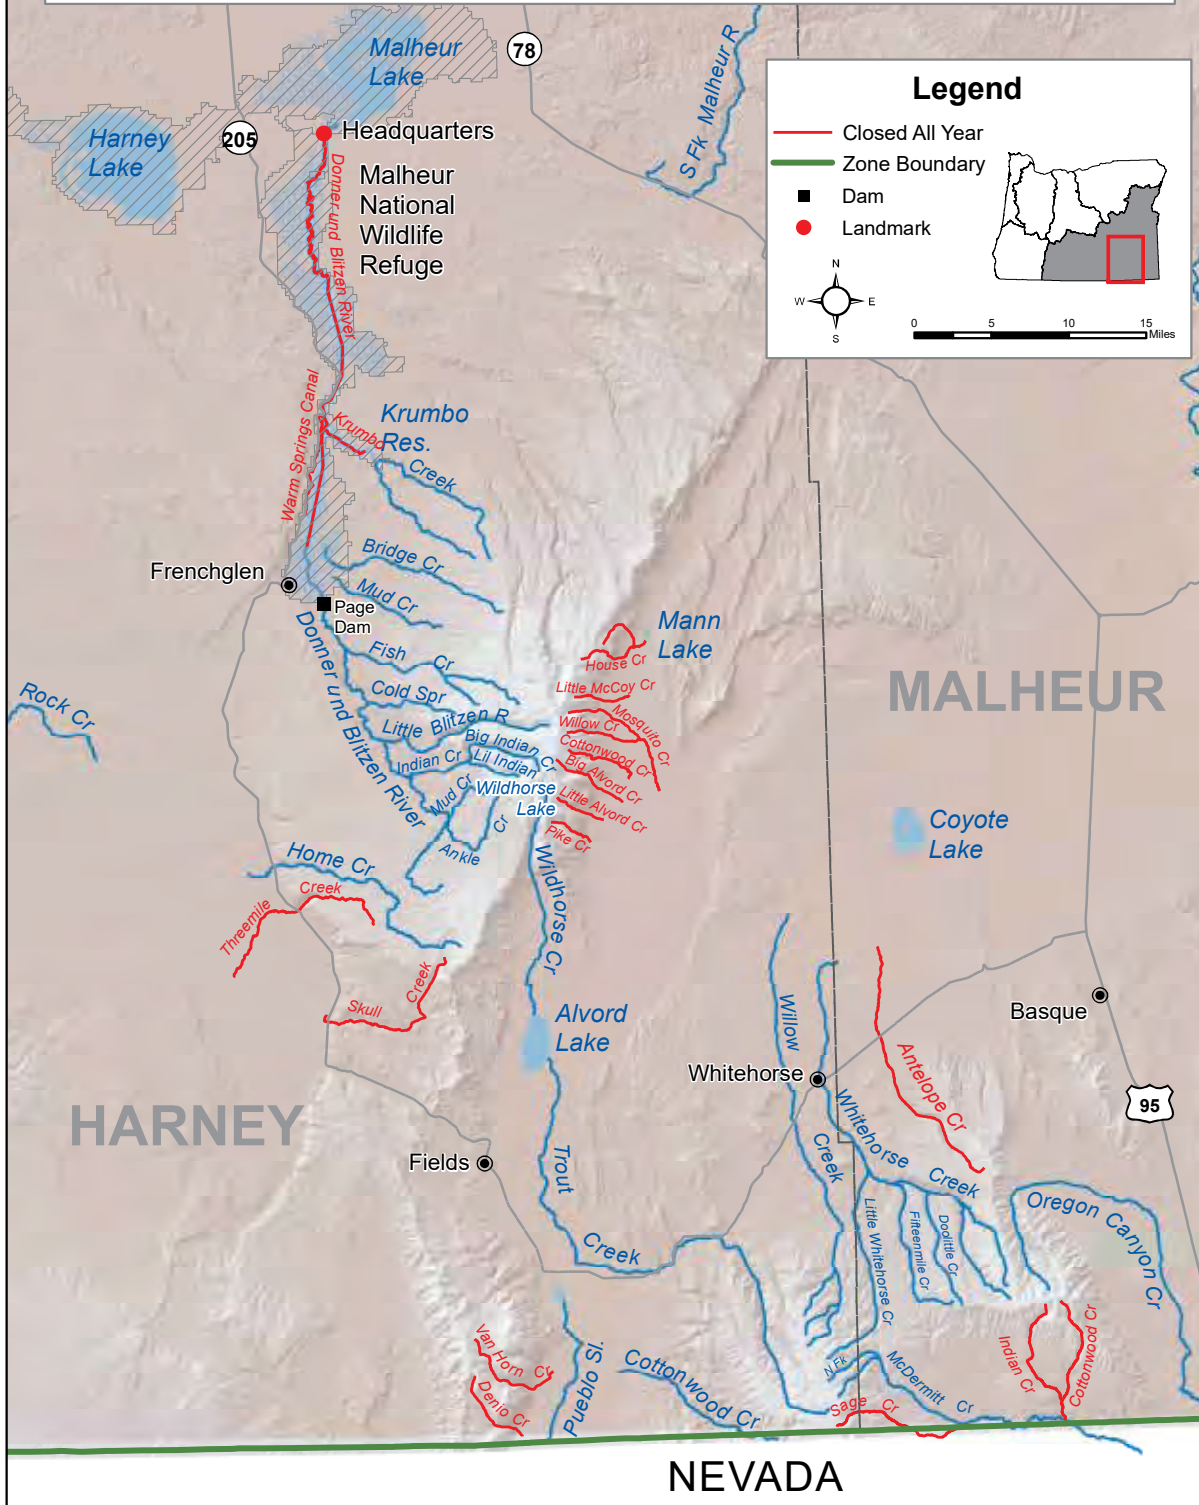 Malheur
Lake
78
S Fk Malheur R
Harney
Lake
205
Headquarters
Malheur
National
Wildlife
Refuge
Donner und Blitzen River
Legend
Closed All Year
Zone Boundary
Dam
Landmark
N
W
E
S
0
5
10
15
Miles
Warm Springs Canal
Krumbo
Krumbo
Res.
Creek
Bridge Cr
Frenchglen
Mud Cr
Page
Dam
Fish Cr
Cold Spr
Donner und Blitzen River
Little Blitzen R
Big Indian Cr
Indian Cr
Lil Indian
Mud Cr
Wildhorse
Lake
Cr
Ankle
Rock Cr
Mann
Lake
House Cr
Little McCoy Cr
Mosquito Cr
Willow Cr
Cottonwood Cr
Big Alvord Cr
Little Alvord Cr
Pike Cr
MALHEUR
Coyote
Lake
Home Cr
Threemile
Creek
Skull
Creek
Wildhorse Cr
Alvord
Lake
Willow
Creek
Basque
Whitehorse
Antelope Cr
95
HARNEY
Fields
Trout
Creek
Whitehorse
Creek
Little Whitehorse Cr
Fifteenmile Cr
Doolittle Cr
Oregon Canyon Cr
Van Horn Cr
Denio Cr
Pueblo Sl.
Cottonwood Cr
N Fk
McDermitt Cr
Sage Cr
Indian Cr
Cottonwood Cr
NEVADA